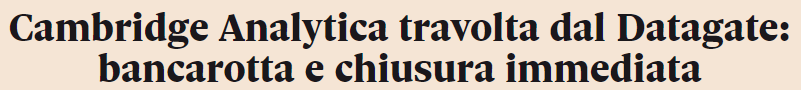 Cambridge Analytica travolta dal Datagate:
bancarotta e chiusura immediata